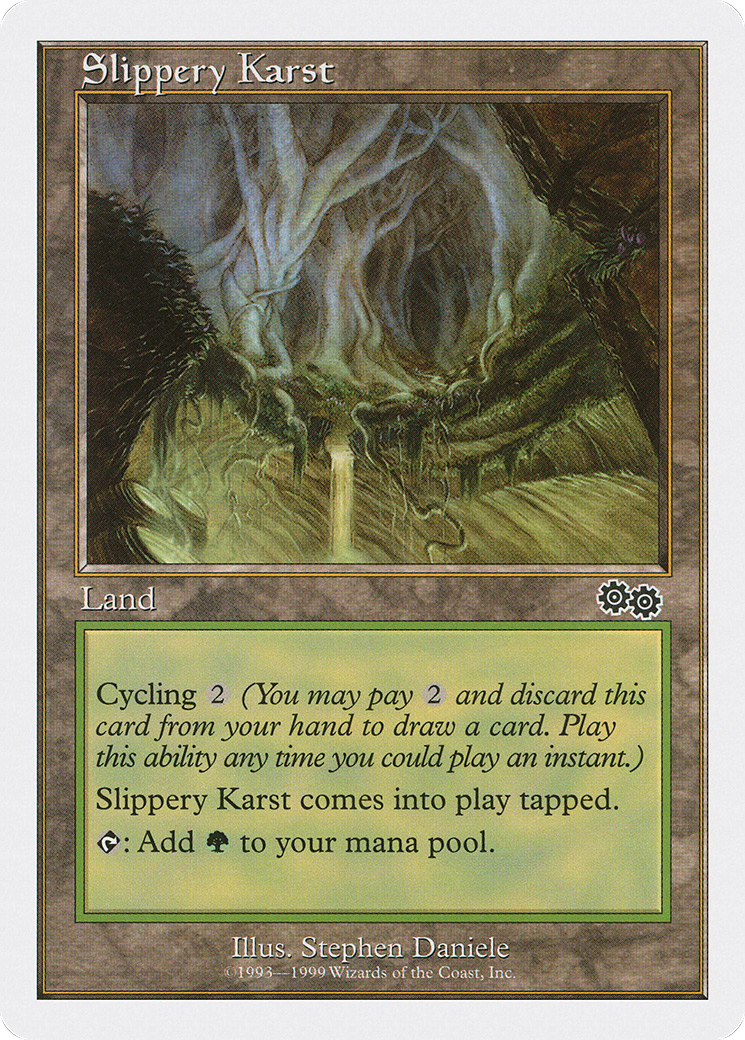 Slippery Karst
Land
Cycling 2 (You may pay 2 and discard this
card from your hand to draw a card. Play
this ability any time you could play an instant.)
Slippery Karst comes into play tapped.
: Add to your mana pool.
Illus. Stephen Daniele
©1993—1999 Wizards of the Coast, Inc.